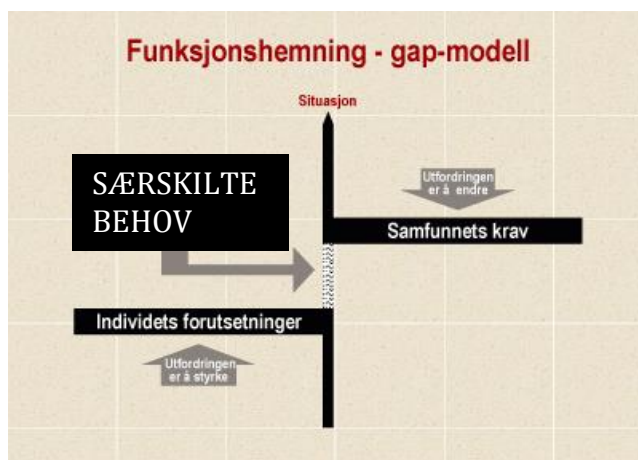 Funksjonshemning - gap-modell
Situasjon
SÆRSKILTE
BEHOV
Utfordringen
er å endre
Samfunnets krav
Individets forutsetninger
Utfordringen
er å styrke